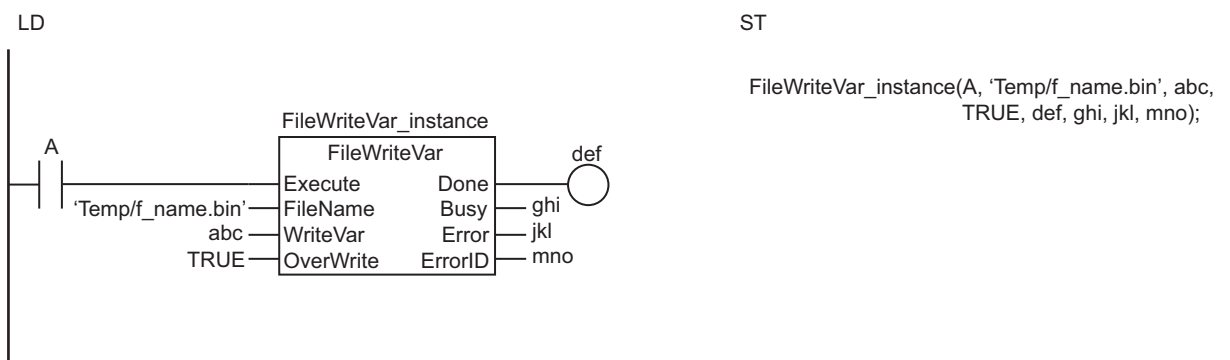 LD
ST
FileWriteVar_instance(A, ‘Temp/f_name.bin’, abc,
TRUE, def, ghi, jkl, mno);
FileWriteVar_instance
A
FileWriteVar
def
Execute Done
‘Temp/f_name.bin’ FileName Busy ghi
abc WriteVar Error jkl
TRUE OverWrite ErrorID mno